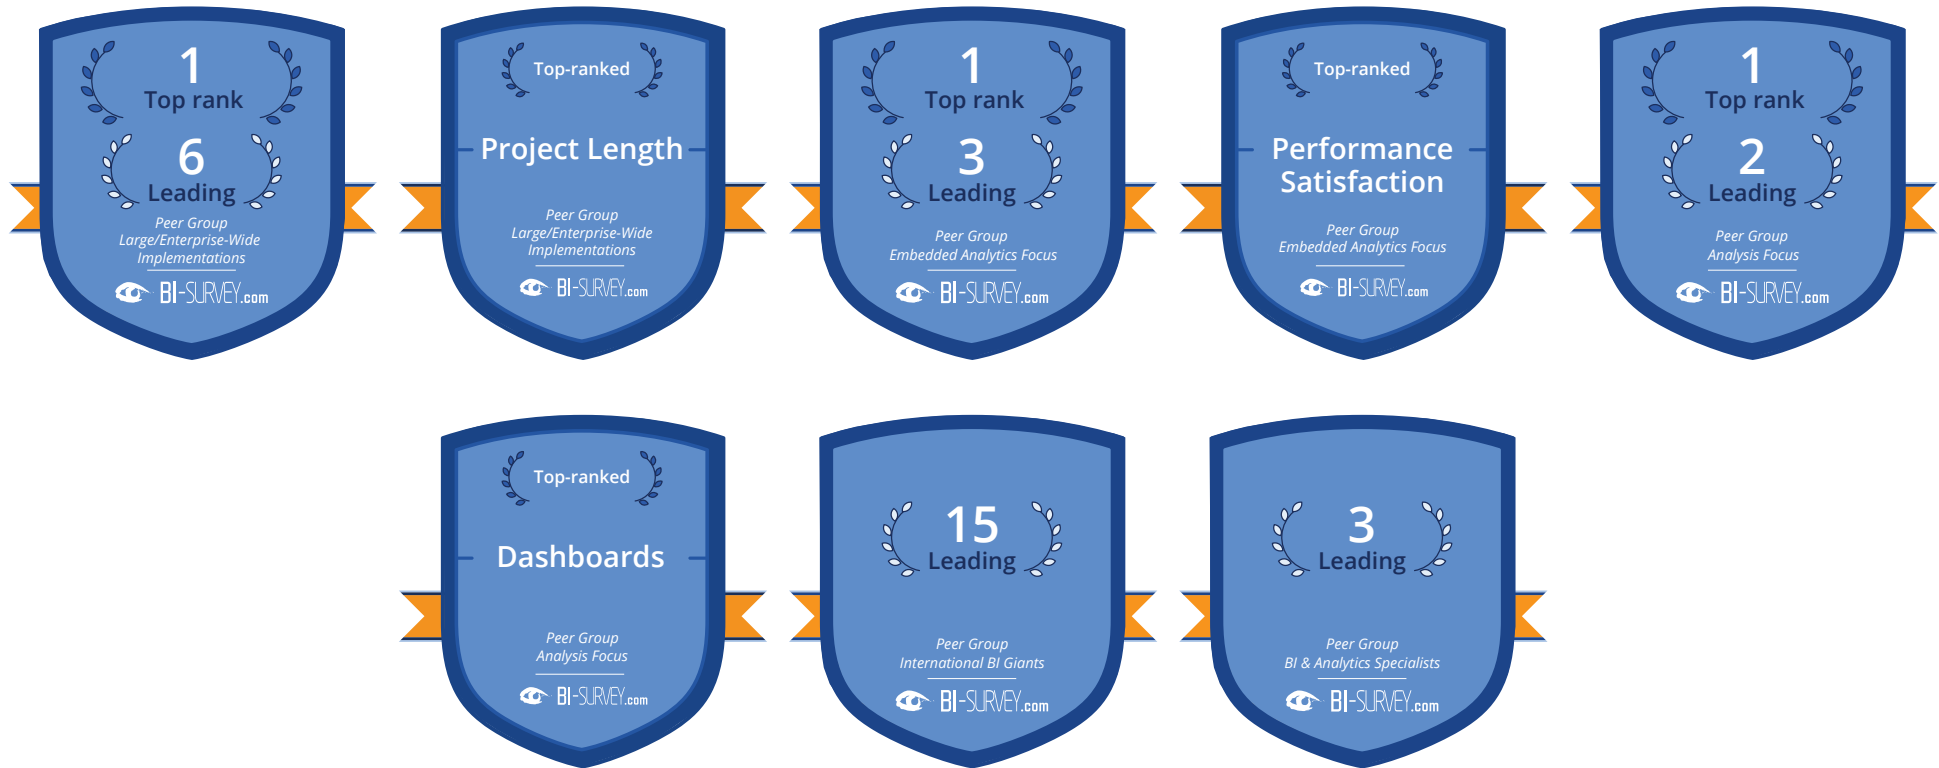 1
Top rank
6
Leading
Peer Group
Large/Enterprise-Wide
Implementations
BI-SURVEY.com
Top-ranked
Project Length
Peer Group
Large/Enterprise-Wide
Implementations
BI-SURVEY.com
1
Top rank
3
Leading
Peer Group
Embedded Analytics Focus
BI-SURVEY.com
Top-ranked
Performance
Satisfaction
Peer Group
Embedded Analytics Focus
BI-SURVEY.com
1
Top rank
2
Leading
Peer Group
Analysis Focus
BI-SURVEY.com
Top-ranked
Dashboards
Peer Group
Analysis Focus
BI-SURVEY.com
15
Leading
Peer Group
International BI Giants
BI-SURVEY.com
3
Leading
Peer Group
BI & Analytics Specialists
BI-SURVEY.com